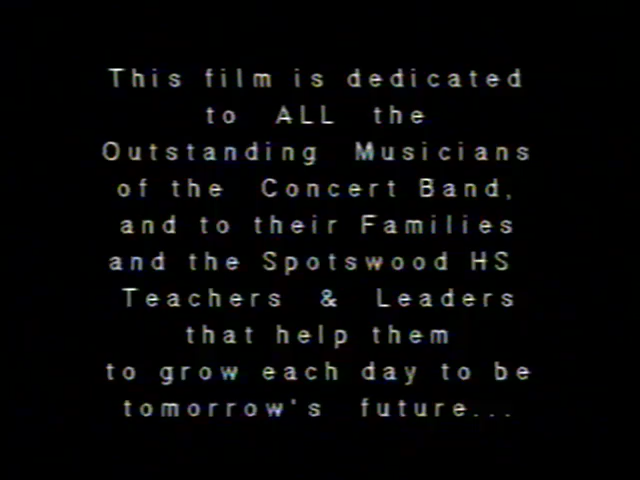 This film is dedicated
to ALL the
Outstanding Musicians
of the Concert Band,
and to their Families
and the Spotswood HS
Teachers & Leaders
that help them
to grow each day to be
tomorrow's future...